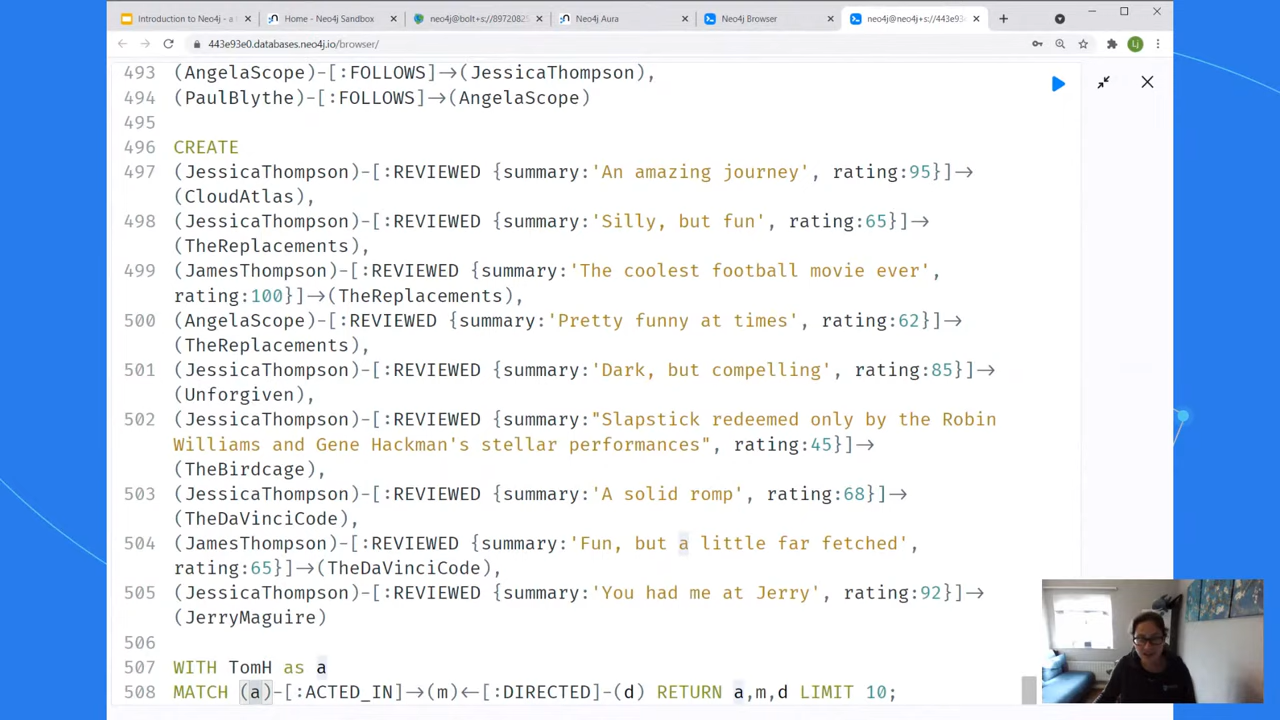 Introduction to Neo4j - a
Home - Neo4j Sandbox
neo4j@bolt+s://89720825
Neo4j Aura
Neo4j Browser
neo4j@neo4j+s://443e93
443e93e0.databases.neo4j.io/browser/
Lj
493 (AngelaScope)-[:FOLLOWS]→(JessicaThompson),
494 (PaulBlythe)-[:FOLLOWS]→(AngelaScope)
495
496 CREATE
497 (JessicaThompson)-[:REVIEWED {summary:'An amazing journey', rating:95}]→
(CloudAtlas),
498 (JessicaThompson)-[:REVIEWED {summary:'Silly, but fun', rating:65}]→
(TheReplacements),
499 (JamesThompson)-[:REVIEWED {summary:'The coolest football movie ever',
rating:100}]→(TheReplacements),
500 (AngelaScope)-[:REVIEWED {summary:'Pretty funny at times', rating:62}]→
(TheReplacements),
501 (JessicaThompson)-[:REVIEWED {summary:'Dark, but compelling', rating:85}]→
(Unforgiven),
502 (JessicaThompson)-[:REVIEWED {summary:"Slapstick redeemed only by the Robin
Williams and Gene Hackman's stellar performances", rating:45}]→
(TheBirdcage),
503 (JessicaThompson)-[:REVIEWED {summary:'A solid romp', rating:68}]→
(TheDaVinciCode),
504 (JamesThompson)-[:REVIEWED {summary:'Fun, but a little far fetched',
rating:65}]→(TheDaVinciCode),
505 (JessicaThompson)-[:REVIEWED {summary:'You had me at Jerry', rating:92}]→
(JerryMaguire)
506
507 WITH TomH as a
508 MATCH (a)-[:ACTED_IN]→(m)←[:DIRECTED]-(d) RETURN a,m,d LIMIT 10;